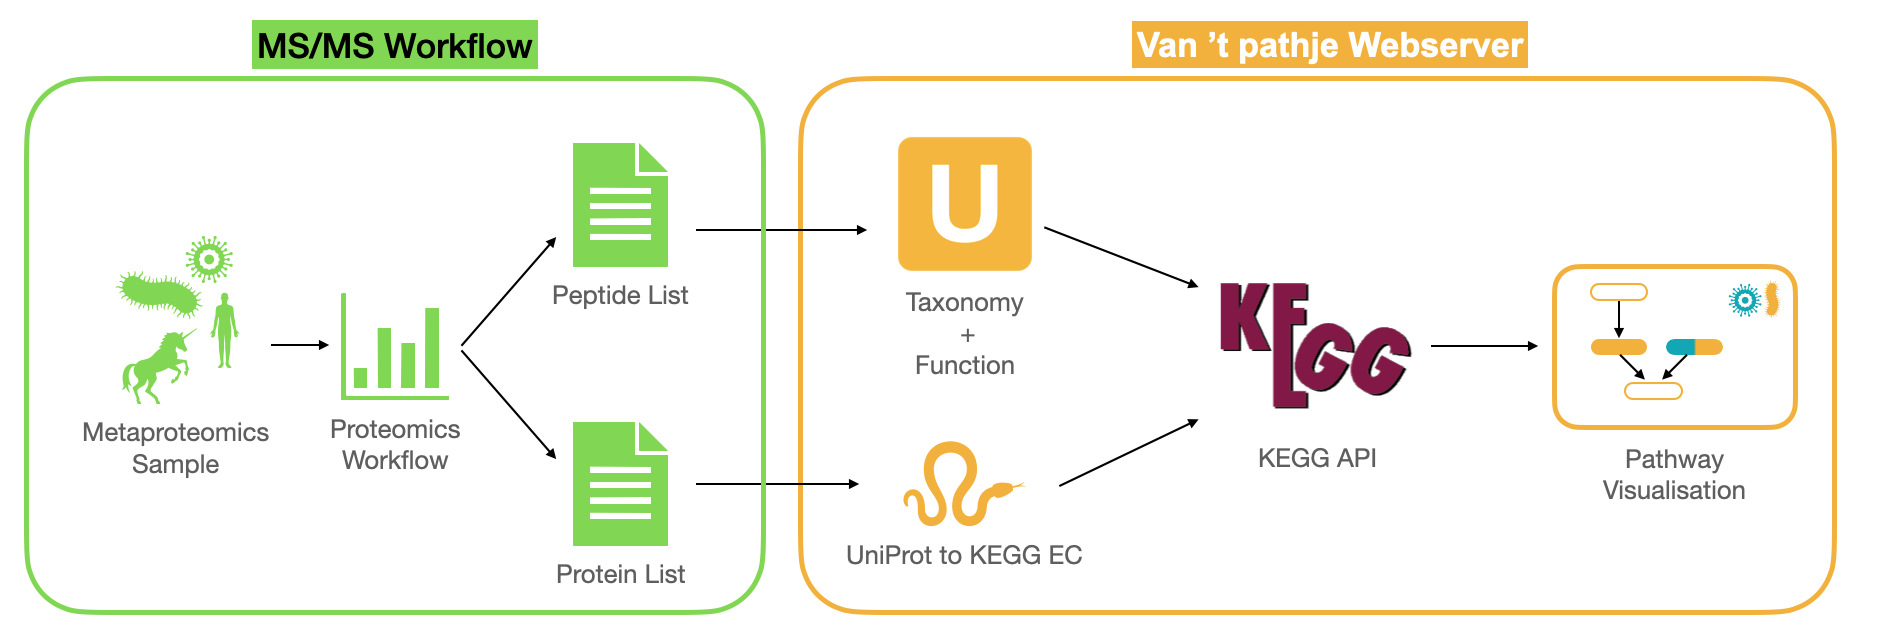 MS/MS Workflow
Van ’t pathje Webserver
Metaproteomics
Sample
Proteomics
Workflow
Peptide List
Protein List
U
Taxonomy
+
Function
UniProt to KEGG EC
KEGG
KEGG API
Pathway
Visualisation